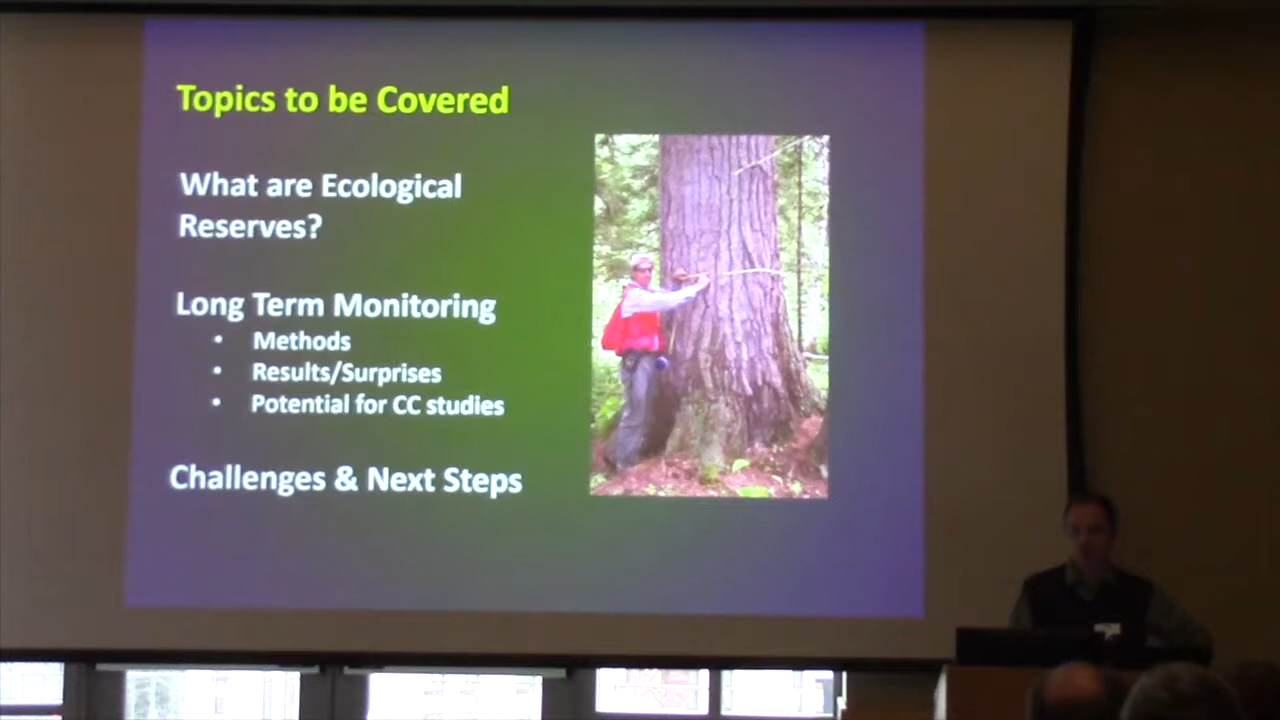 Topics to be Covered
What are Ecological
Reserves?
Long Term Monitoring
• Methods
• Results/Surprises
• Potential for CC studies
Challenges & Next Steps